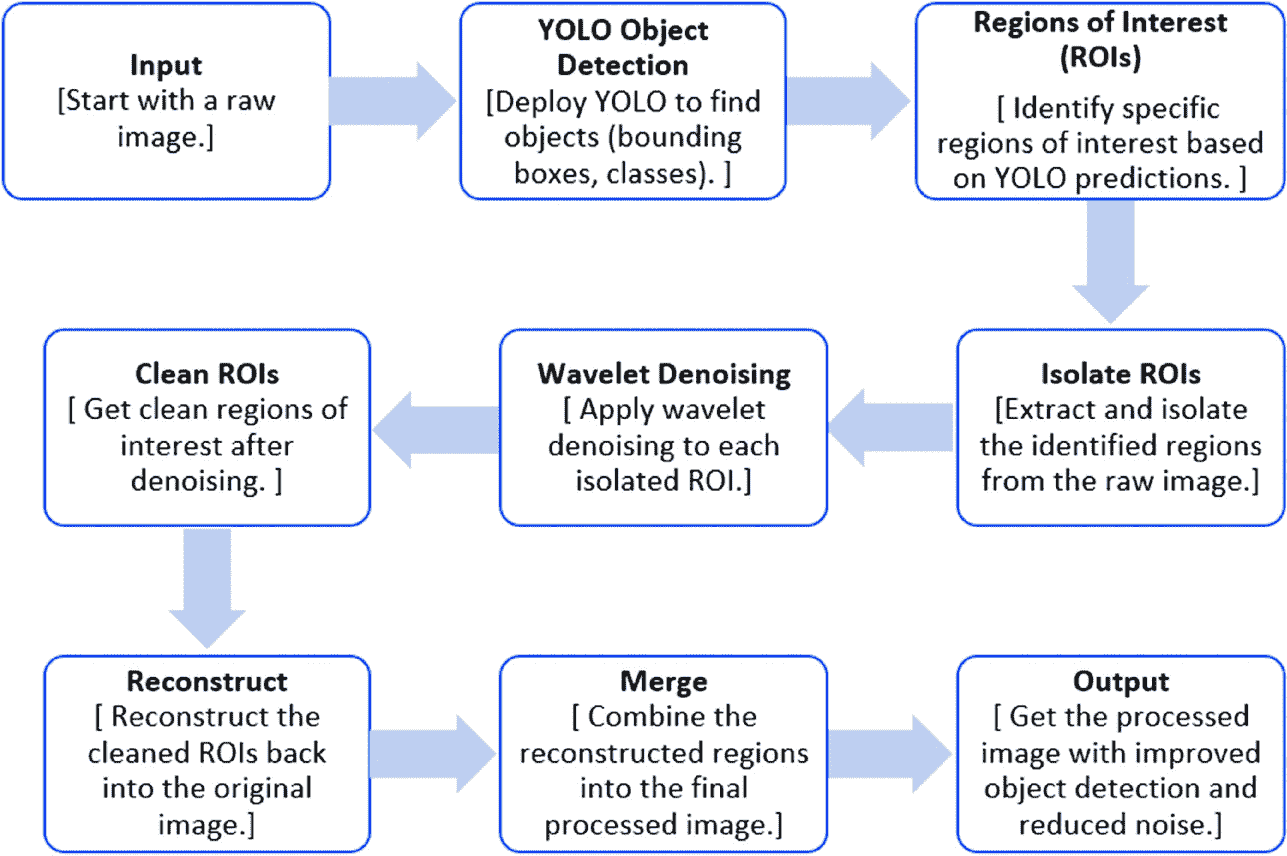 Input
[Start with a raw
image.]
YOLO Object
Detection
[Deploy YOLO to find
objects (bounding
boxes, classes). ]
Regions of Interest
(ROIs)
[ Identify specific
regions of interest based
on YOLO predictions. ]
Isolate ROIs
[Extract and isolate
the identified regions
from the raw image.]
Wavelet Denoising
[ Apply wavelet
denoising to each
isolated ROI.]
Clean ROIs
[ Get clean regions of
interest after
denoising. ]
Reconstruct
[ Reconstruct the
cleaned ROIs back
into the original
image.]
Merge
[ Combine the
reconstructed regions
into the final
processed image.]
Output
[ Get the processed
image with improved
object detection and
reduced noise.]